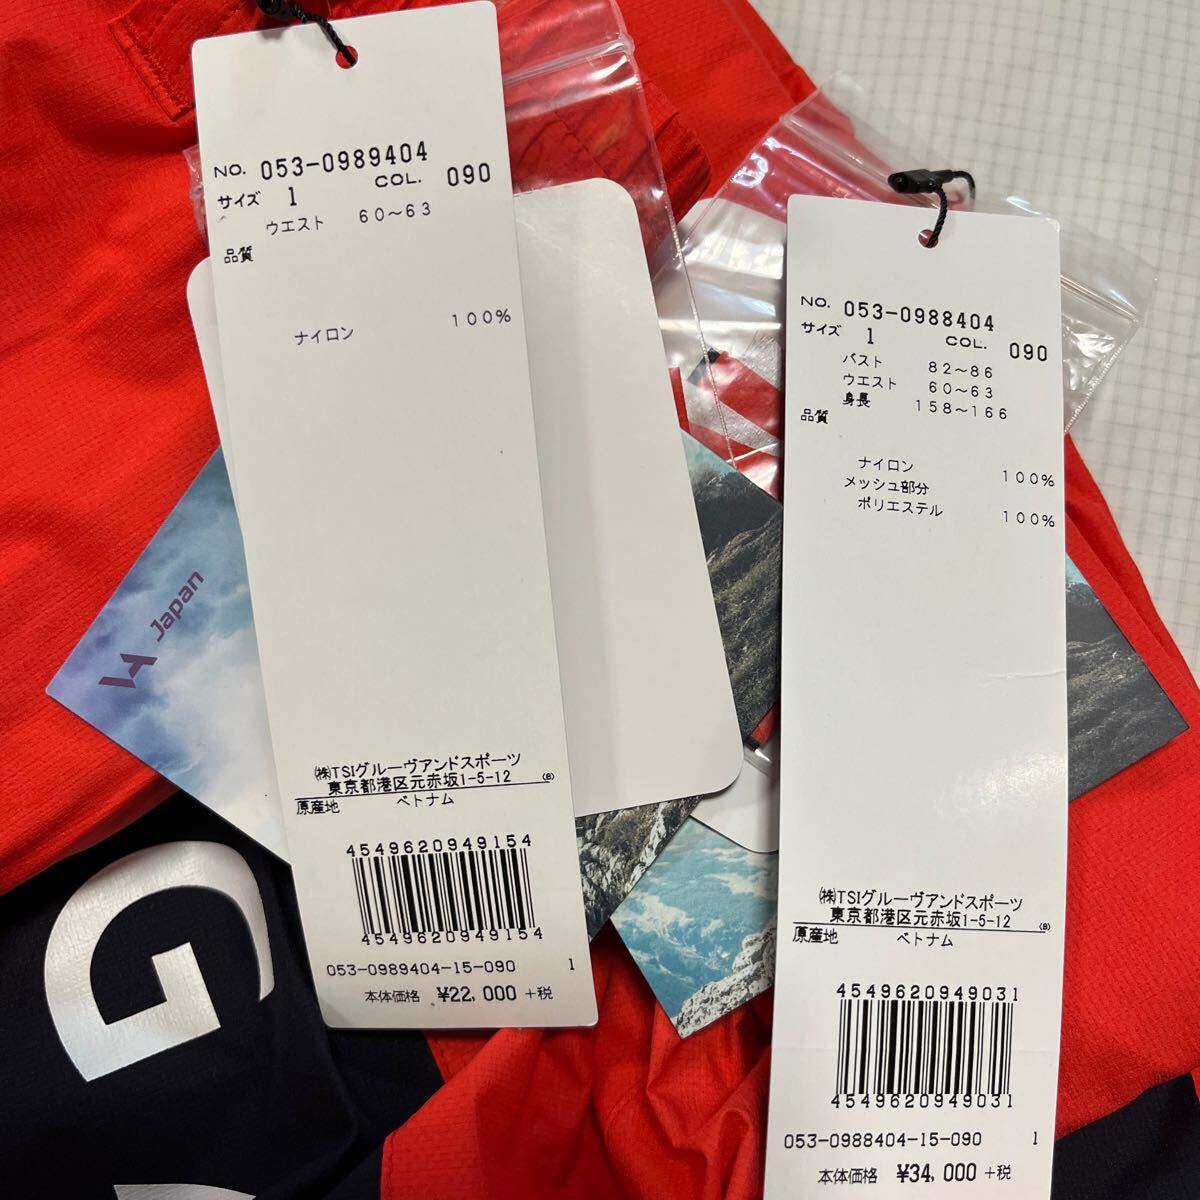 NO. 053-0989404
サイズ 1 COL. 090
ウエスト 60~63
品質
ナイロン 100%
㈱TSIグルーヴアンドスポーツ
東京都港区元赤坂1-5-12 (B)
原産地 ベトナム
4549620949154
4549620949154
053-0989404-15-090 1
本体価格 ¥22,000 +税
NO. 053-0988404
サイズ 1 COL. 090
バスト 82~86
ウエスト 60~63
身長 158~166
品質
ナイロン 100%
メッシュ部分
ポリエステル 100%
㈱TSIグルーヴアンドスポーツ
東京都港区元赤坂1-5-12 (B)
原産地 ベトナム
4549620949031
4549620949031
053-0988404-15-090 1
本体価格 ¥34,000 +税
Japan
G